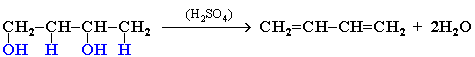 (H₂SO₄)
CH₂–CH–CH–CH₂ ⟶ CH₂=CH–CH=CH₂ + 2H₂O
OH H OH H